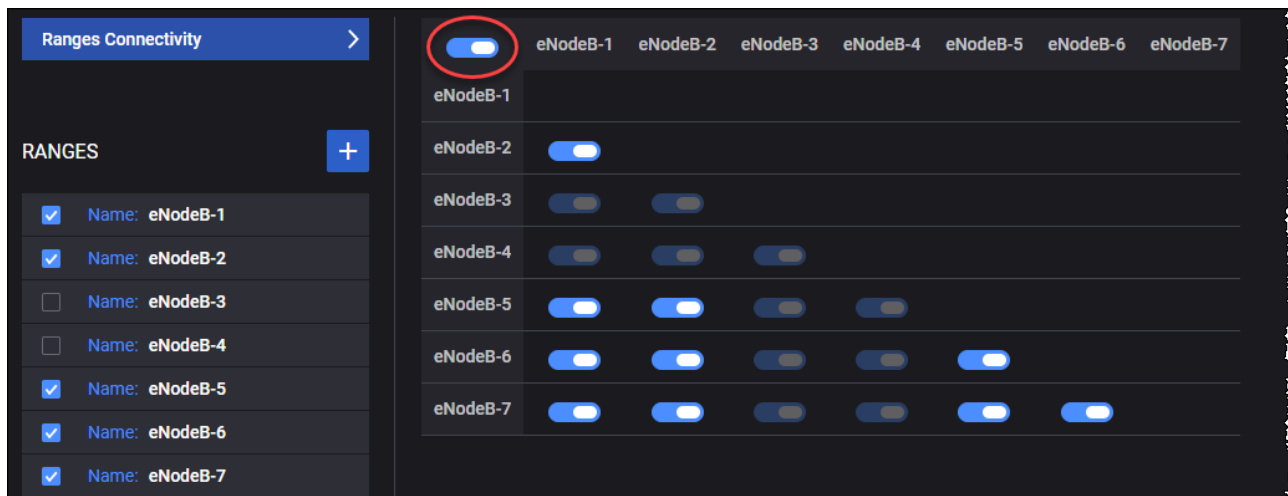 Ranges Connectivity
RANGES
Name: eNodeB-1
Name: eNodeB-2
Name: eNodeB-3
Name: eNodeB-4
Name: eNodeB-5
Name: eNodeB-6
Name: eNodeB-7
eNodeB-1 eNodeB-2 eNodeB-3 eNodeB-4 eNodeB-5 eNodeB-6 eNodeB-7
eNodeB-1
eNodeB-2
eNodeB-3
eNodeB-4
eNodeB-5
eNodeB-6
eNodeB-7